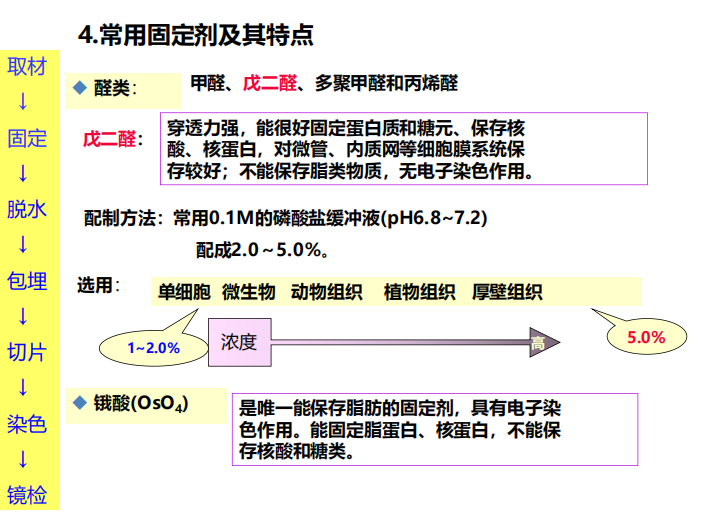 4.常用固定剂及其特点
取材
↓
固定
↓
脱水
↓
包埋
↓
切片
↓
染色
↓
镜检
◆ 醛类：
甲醛、戊二醛、多聚甲醛和丙烯醛
戊二醛：
穿透力强，能很好固定蛋白质和糖元、保存核
酸、核蛋白，对微管、内质网等细胞膜系统保
存较好；不能保存脂类物质，无电子染色作用。
配制方法：常用0.1M的磷酸盐缓冲液(pH6.8~7.2)
配成2.0～5.0%。
选用：
单细胞 微生物 动物组织 植物组织 厚壁组织
1~2.0%
浓度
高
5.0%
◆ 锇酸(OsO₄)
是唯一能保存脂肪的固定剂，具有电子染
色作用。能固定脂蛋白、核蛋白，不能保
存核酸和糖类。